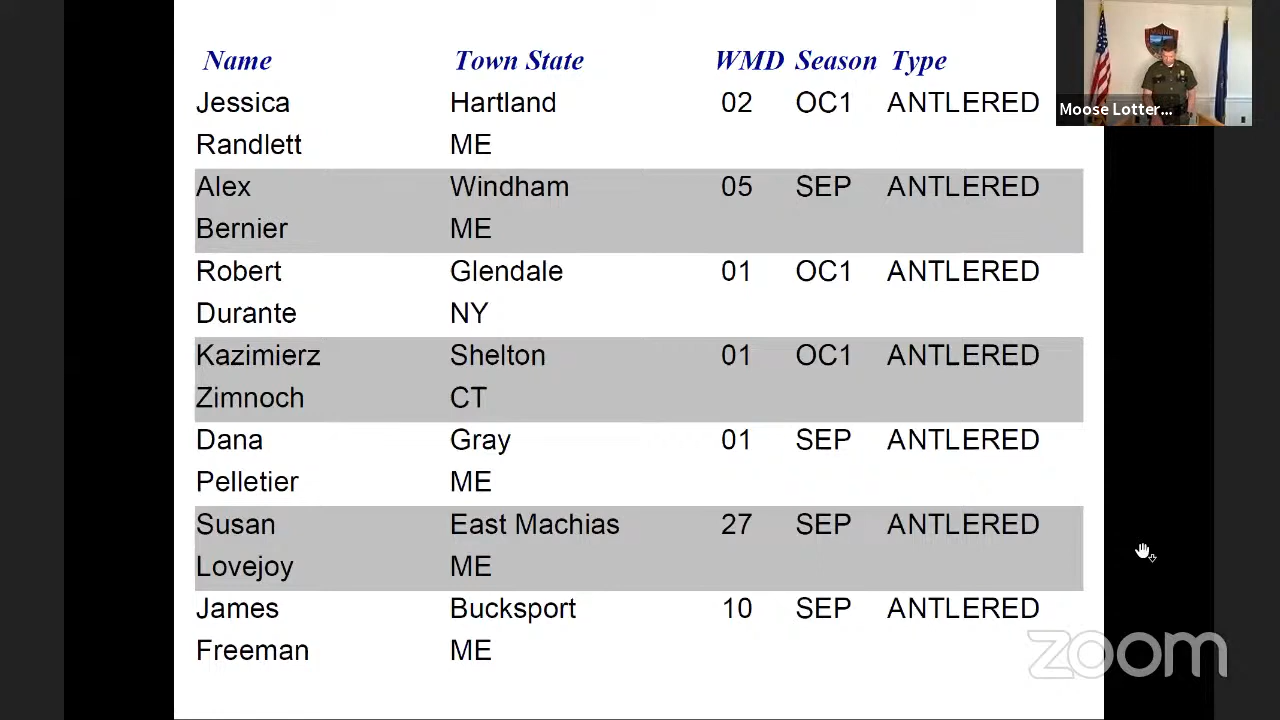 Name Town State WMD Season Type
Jessica Hartland 02 OC1 ANTLERED
Randlett ME
Alex Windham 05 SEP ANTLERED
Bernier ME
Robert Glendale 01 OC1 ANTLERED
Durante NY
Kazimierz Shelton 01 OC1 ANTLERED
Zimnoch CT
Dana Gray 01 SEP ANTLERED
Pelletier ME
Susan East Machias 27 SEP ANTLERED
Lovejoy ME
James Bucksport 10 SEP ANTLERED
Freeman ME
MAINE
Moose Lotter...
zoom